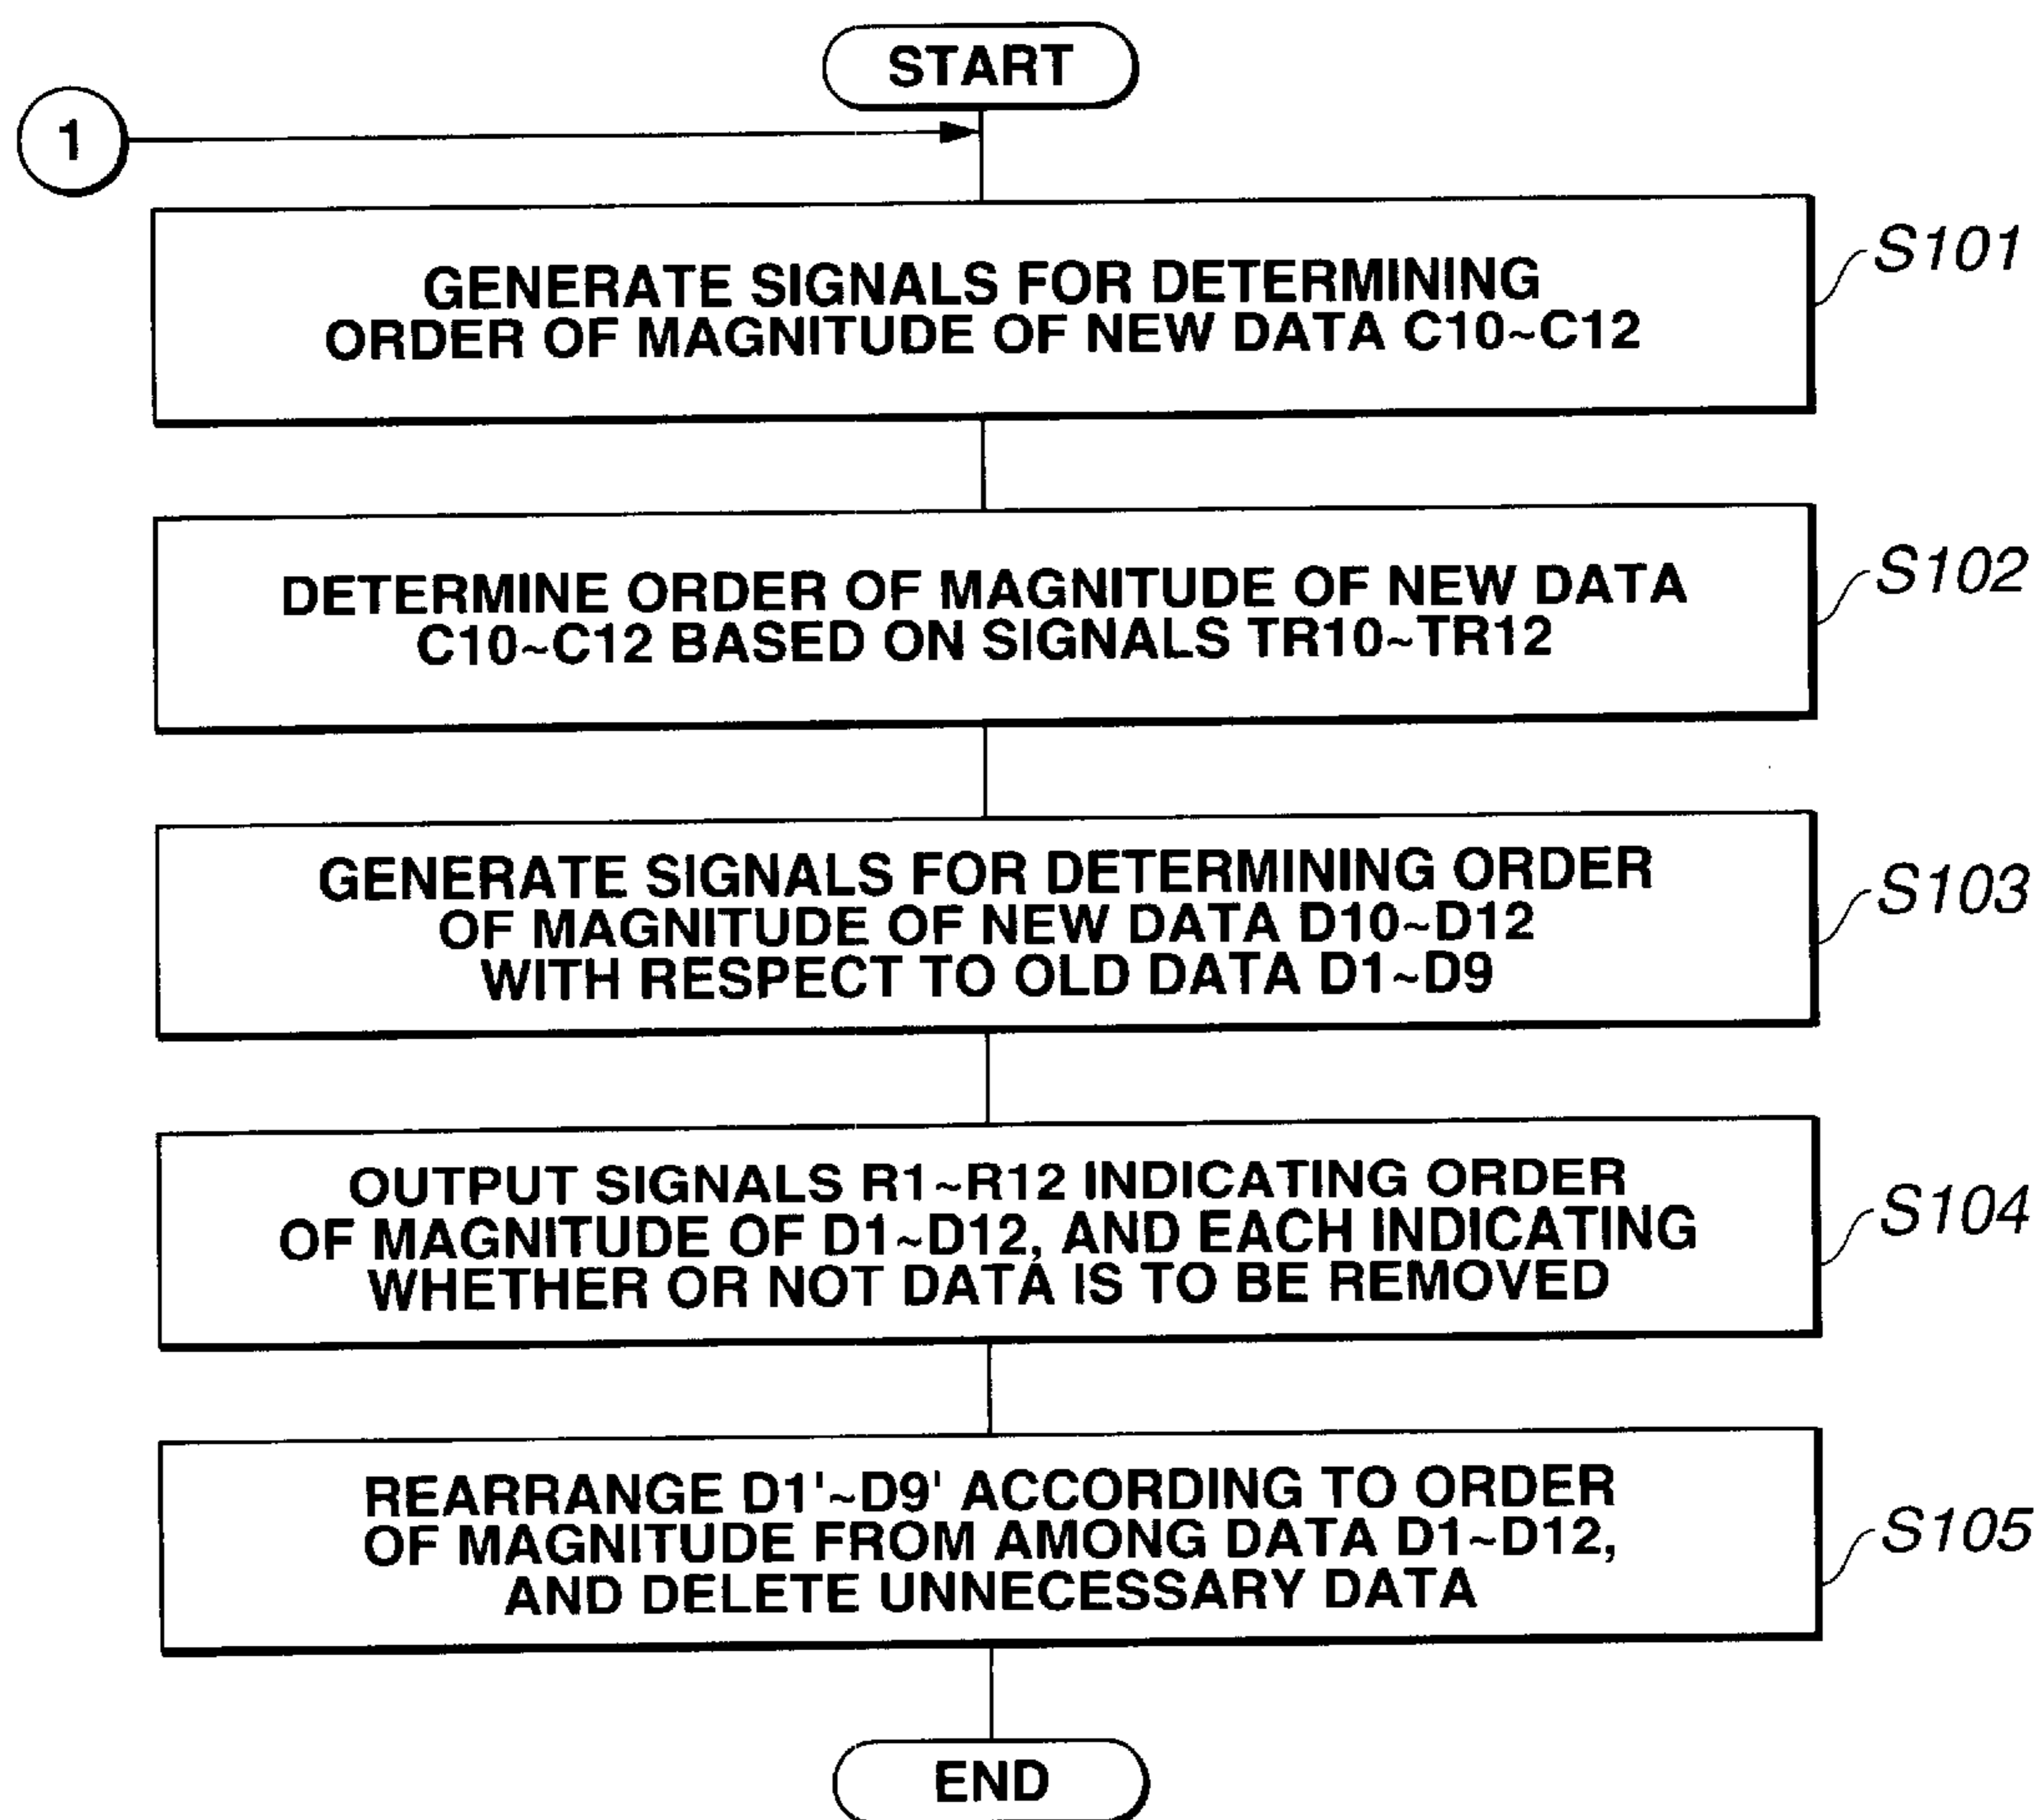 START
1
GENERATE SIGNALS FOR DETERMINING
ORDER OF MAGNITUDE OF NEW DATA C10~C12
S101
DETERMINE ORDER OF MAGNITUDE OF NEW DATA
C10~C12 BASED ON SIGNALS TR10~TR12
S102
GENERATE SIGNALS FOR DETERMINING ORDER
OF MAGNITUDE OF NEW DATA D10~D12
WITH RESPECT TO OLD DATA D1~D9
S103
OUTPUT SIGNALS R1~R12 INDICATING ORDER
OF MAGNITUDE OF D1~D12, AND EACH INDICATING
WHETHER OR NOT DATA IS TO BE REMOVED
S104
REARRANGE D1'~D9' ACCORDING TO ORDER
OF MAGNITUDE FROM AMONG DATA D1~D12,
AND DELETE UNNECESSARY DATA
S105
END